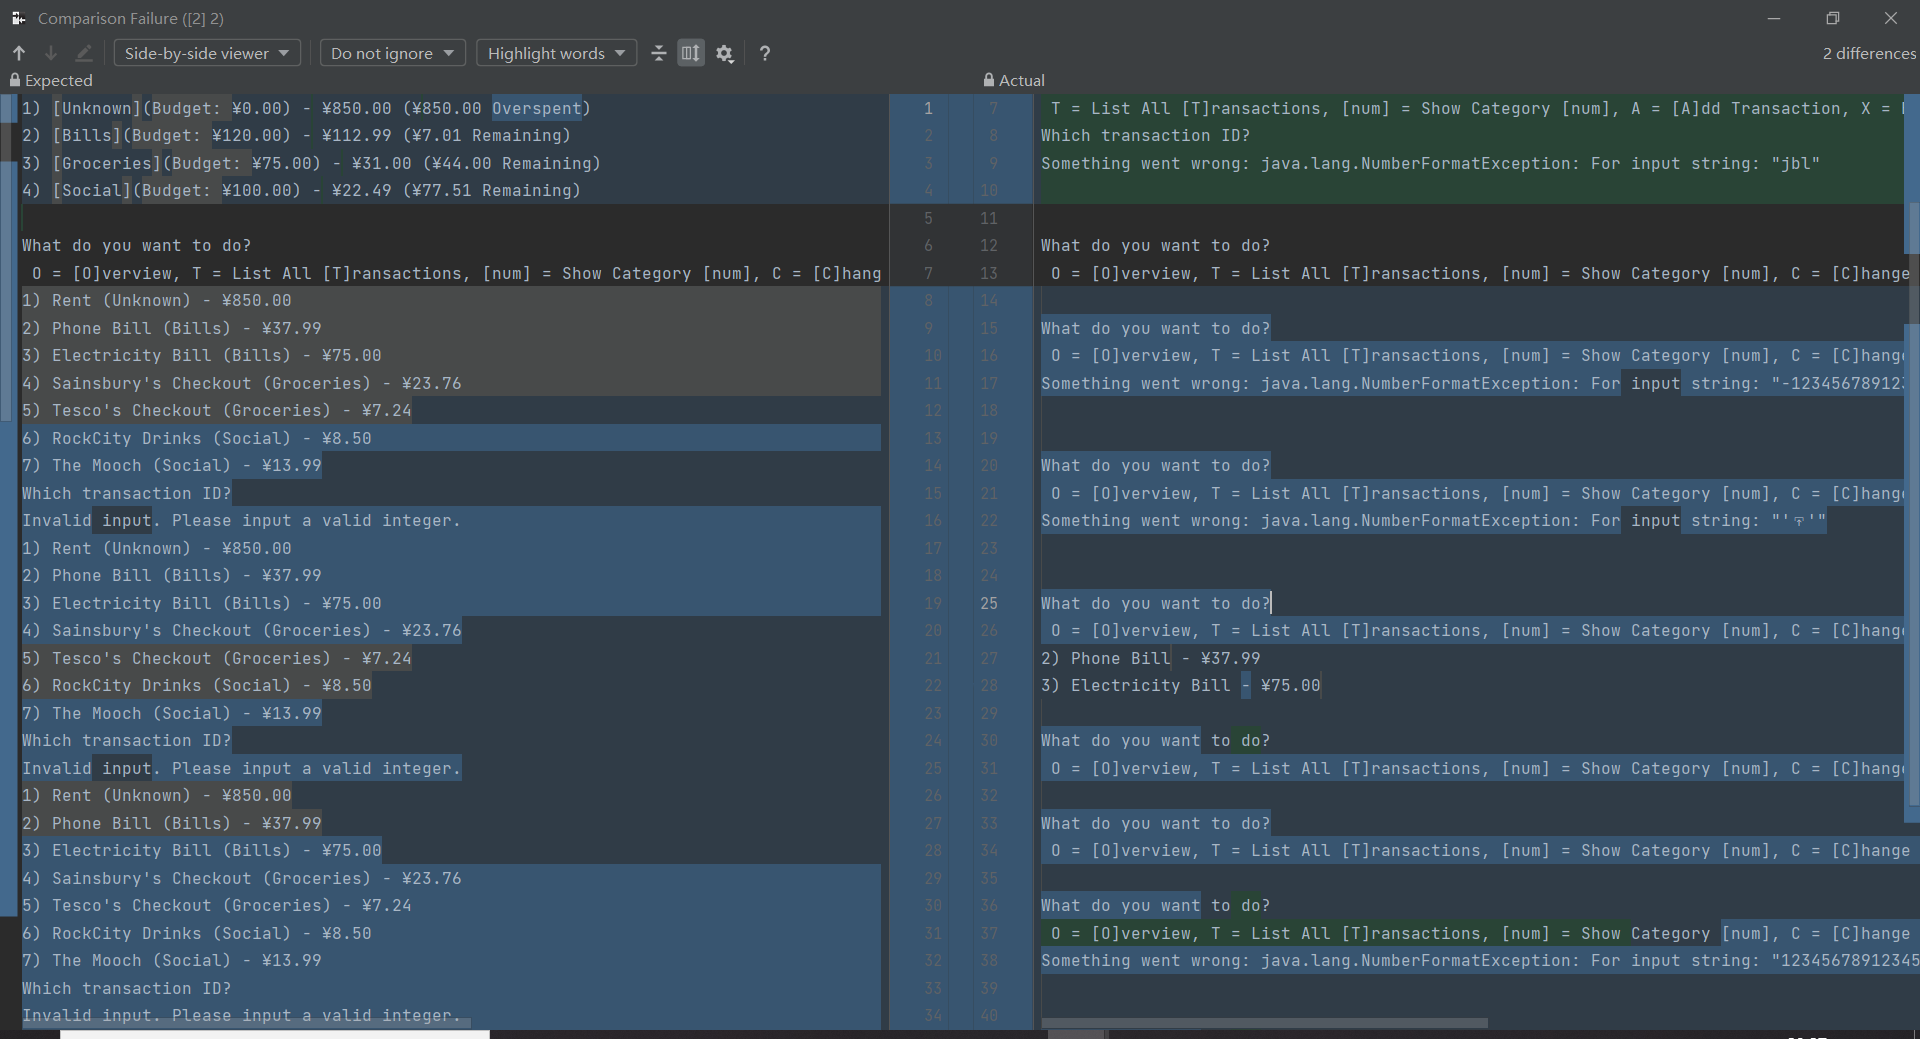 Comparison Failure ([2] 2)
Side-by-side viewer
Do not ignore
Highlight words
?
2 differences
Expected
1) [Unknown](Budget: ¥0.00) - ¥850.00 (¥850.00 Overspent)
2) [Bills](Budget: ¥120.00) - ¥112.99 (¥7.01 Remaining)
3) [Groceries](Budget: ¥75.00) - ¥31.00 (¥44.00 Remaining)
4) [Social](Budget: ¥100.00) - ¥22.49 (¥77.51 Remaining)
What do you want to do?
O = [O]verview, T = List All [T]ransactions, [num] = Show Category [num], C = [C]hang
1) Rent (Unknown) - ¥850.00
2) Phone Bill (Bills) - ¥37.99
3) Electricity Bill (Bills) - ¥75.00
4) Sainsbury's Checkout (Groceries) - ¥23.76
5) Tesco's Checkout (Groceries) - ¥7.24
6) RockCity Drinks (Social) - ¥8.50
7) The Mooch (Social) - ¥13.99
Which transaction ID?
Invalid input. Please input a valid integer.
1) Rent (Unknown) - ¥850.00
2) Phone Bill (Bills) - ¥37.99
3) Electricity Bill (Bills) - ¥75.00
4) Sainsbury's Checkout (Groceries) - ¥23.76
5) Tesco's Checkout (Groceries) - ¥7.24
6) RockCity Drinks (Social) - ¥8.50
7) The Mooch (Social) - ¥13.99
Which transaction ID?
Invalid input. Please input a valid integer.
1) Rent (Unknown) - ¥850.00
2) Phone Bill (Bills) - ¥37.99
3) Electricity Bill (Bills) - ¥75.00
4) Sainsbury's Checkout (Groceries) - ¥23.76
5) Tesco's Checkout (Groceries) - ¥7.24
6) RockCity Drinks (Social) - ¥8.50
7) The Mooch (Social) - ¥13.99
Which transaction ID?
Invalid input. Please input a valid integer.
1 7
2 8
3 9
4 10
5 11
6 12
7 13
8 14
9 15
10 16
11 17
12 18
13 19
14 20
15 21
16 22
17 23
18 24
19 25
20 26
21 27
22 28
23 29
24 30
25 31
26 32
27 33
28 34
29 35
30 36
31 37
32 38
33 39
34 40
Actual
T = List All [T]ransactions, [num] = Show Category [num], A = [A]dd Transaction, X =
Which transaction ID?
Something went wrong: java.lang.NumberFormatException: For input string: "jbl"
What do you want to do?
O = [O]verview, T = List All [T]ransactions, [num] = Show Category [num], C = [C]hange
What do you want to do?
O = [O]verview, T = List All [T]ransactions, [num] = Show Category [num], C = [C]hange
Something went wrong: java.lang.NumberFormatException: For input string: "-123456789123
What do you want to do?
O = [O]verview, T = List All [T]ransactions, [num] = Show Category [num], C = [C]hange
Something went wrong: java.lang.NumberFormatException: For input string: "' '"
What do you want to do?
O = [O]verview, T = List All [T]ransactions, [num] = Show Category [num], C = [C]hange
2) Phone Bill - ¥37.99
3) Electricity Bill - ¥75.00
What do you want to do?
O = [O]verview, T = List All [T]ransactions, [num] = Show Category [num], C = [C]hange
What do you want to do?
O = [O]verview, T = List All [T]ransactions, [num] = Show Category [num], C = [C]hange
What do you want to do?
O = [O]verview, T = List All [T]ransactions, [num] = Show Category [num], C = [C]hange
Something went wrong: java.lang.NumberFormatException: For input string: "12345678912345